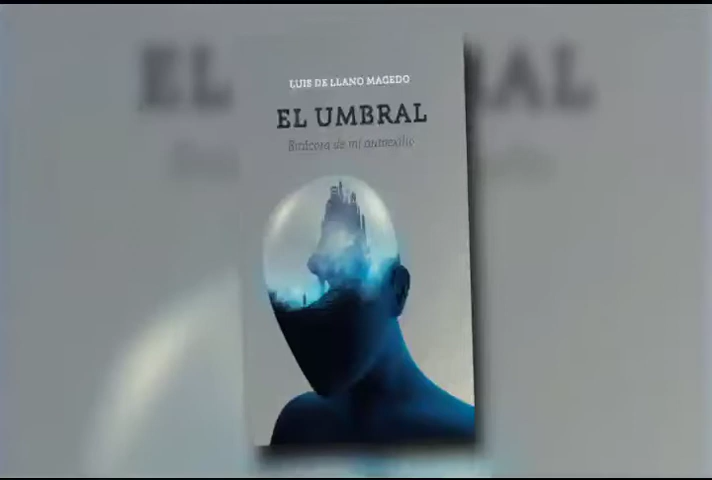 LUIS DE LLANO MACEDO
EL UMBRAL
Bitácora de mi autoexilio